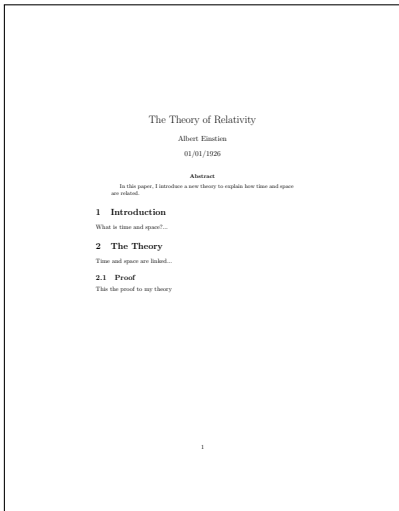 The Theory of Relativity
Albert Einstien
01/01/1926
Abstract
In this paper, I introduce a new theory to explain how time and space
are related.
1 Introduction
What is time and space?...
2 The Theory
Time and space are linked...
2.1 Proof
This the proof to my theory
1